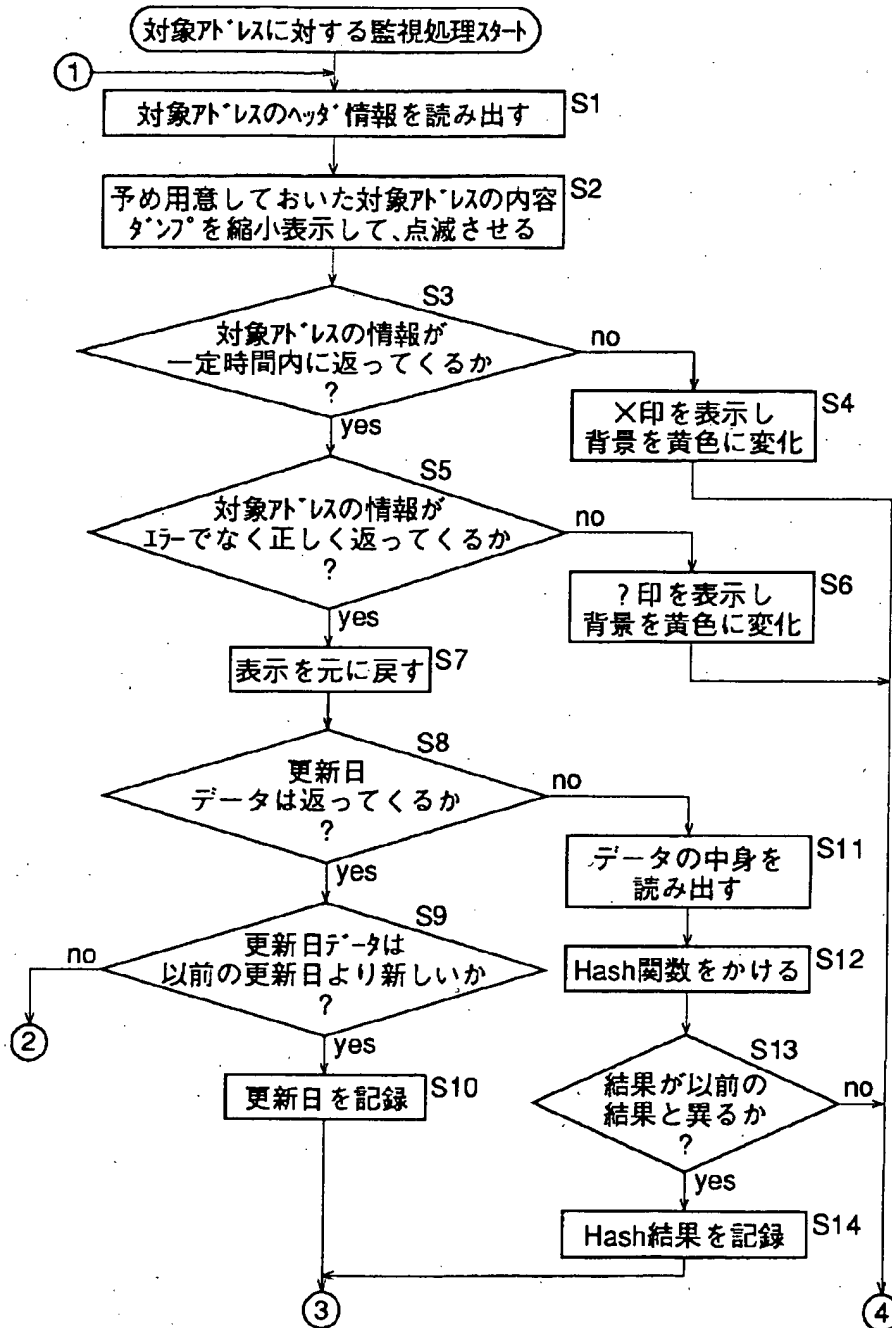 対象アドレスに対する監視処理スタート
①
対象アドレスのヘッダ情報を読み出す
S1
予め用意しておいた対象アドレスの内容
ダンプを縮小表示して、点滅させる
S2
S3
対象アドレスの情報が
一定時間内に返ってくるか
?
no
yes
×印を表示し
背景を黄色に変化
S4
S5
対象アドレスの情報が
エラーでなく正しく返ってくるか
?
no
yes
?印を表示し
背景を黄色に変化
S6
表示を元に戻す
S7
S8
更新日
データは返ってくるか
?
no
yes
データの中身を
読み出す
S11
S9
更新日データは
以前の更新日より新しいか
?
no
yes
②
Hash関数をかける
S12
S13
結果が以前の
結果と異るか
?
no
yes
更新日を記録
S10
Hash結果を記録
S14
③
④